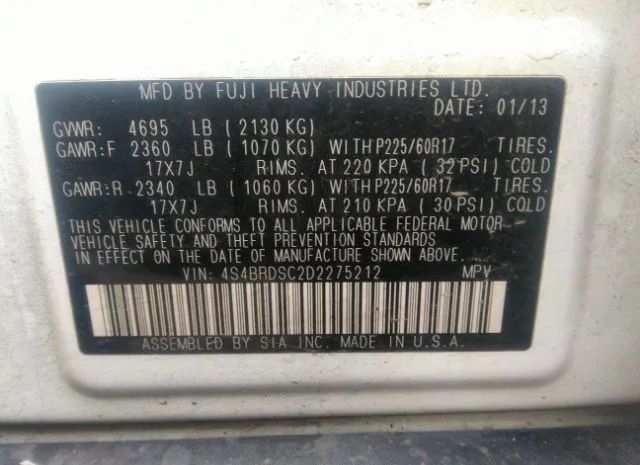 MFD BY FUJI HEAVY INDUSTRIES LTD.
DATE: 01/13
GVWR: 4695 LB (2130 KG)
GAWR:F 2360 LB (1070 KG) WITH P225/60R17 TIRES.
17X7J RIMS. AT 220 KPA (32 PSI) COLD
GAWR:R 2340 LB (1060 KG) WITH P225/60R17 TIRES.
17X7J RIMS. AT 210 KPA (30 PSI) COLD
THIS VEHICLE CONFORMS TO ALL APPLICABLE FEDERAL MOTOR
VEHICLE SAFETY AND THEFT PREVENTION STANDARDS
IN EFFECT ON THE DATE OF MANUFACTURE SHOWN ABOVE.
VIN: 4S4BRDSC2D2275212 MPV
ASSEMBLED BY SIA INC. MADE IN U.S.A.